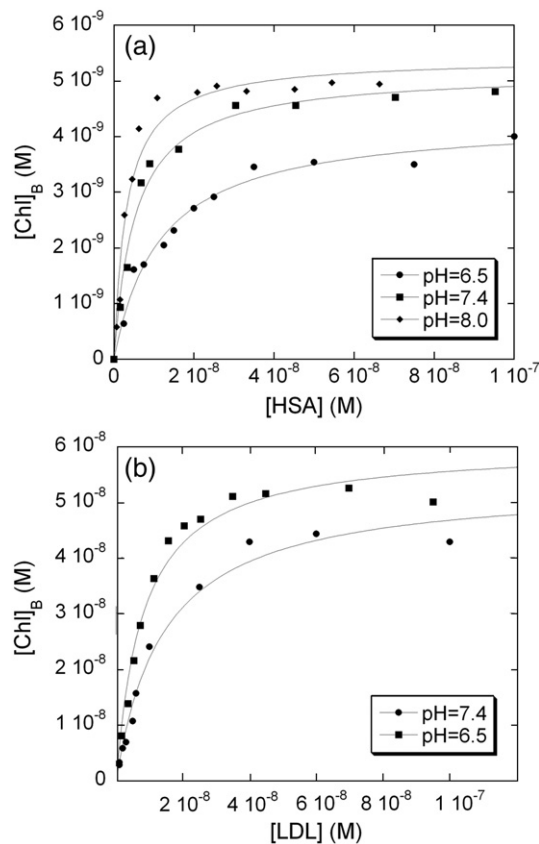 (a)
6 10⁻⁹
5 10⁻⁹
4 10⁻⁹
3 10⁻⁹
2 10⁻⁹
1 10⁻⁹
0
[Chl]B (M)
pH=6.5
pH=7.4
pH=8.0
0 2 10⁻⁸ 4 10⁻⁸ 6 10⁻⁸ 8 10⁻⁸ 1 10⁻⁷
[HSA] (M)
(b)
6 10⁻⁸
5 10⁻⁸
4 10⁻⁸
3 10⁻⁸
2 10⁻⁸
1 10⁻⁸
0
[Chl]B (M)
pH=7.4
pH=6.5
2 10⁻⁸ 4 10⁻⁸ 6 10⁻⁸ 8 10⁻⁸ 1 10⁻⁷
[LDL] (M)